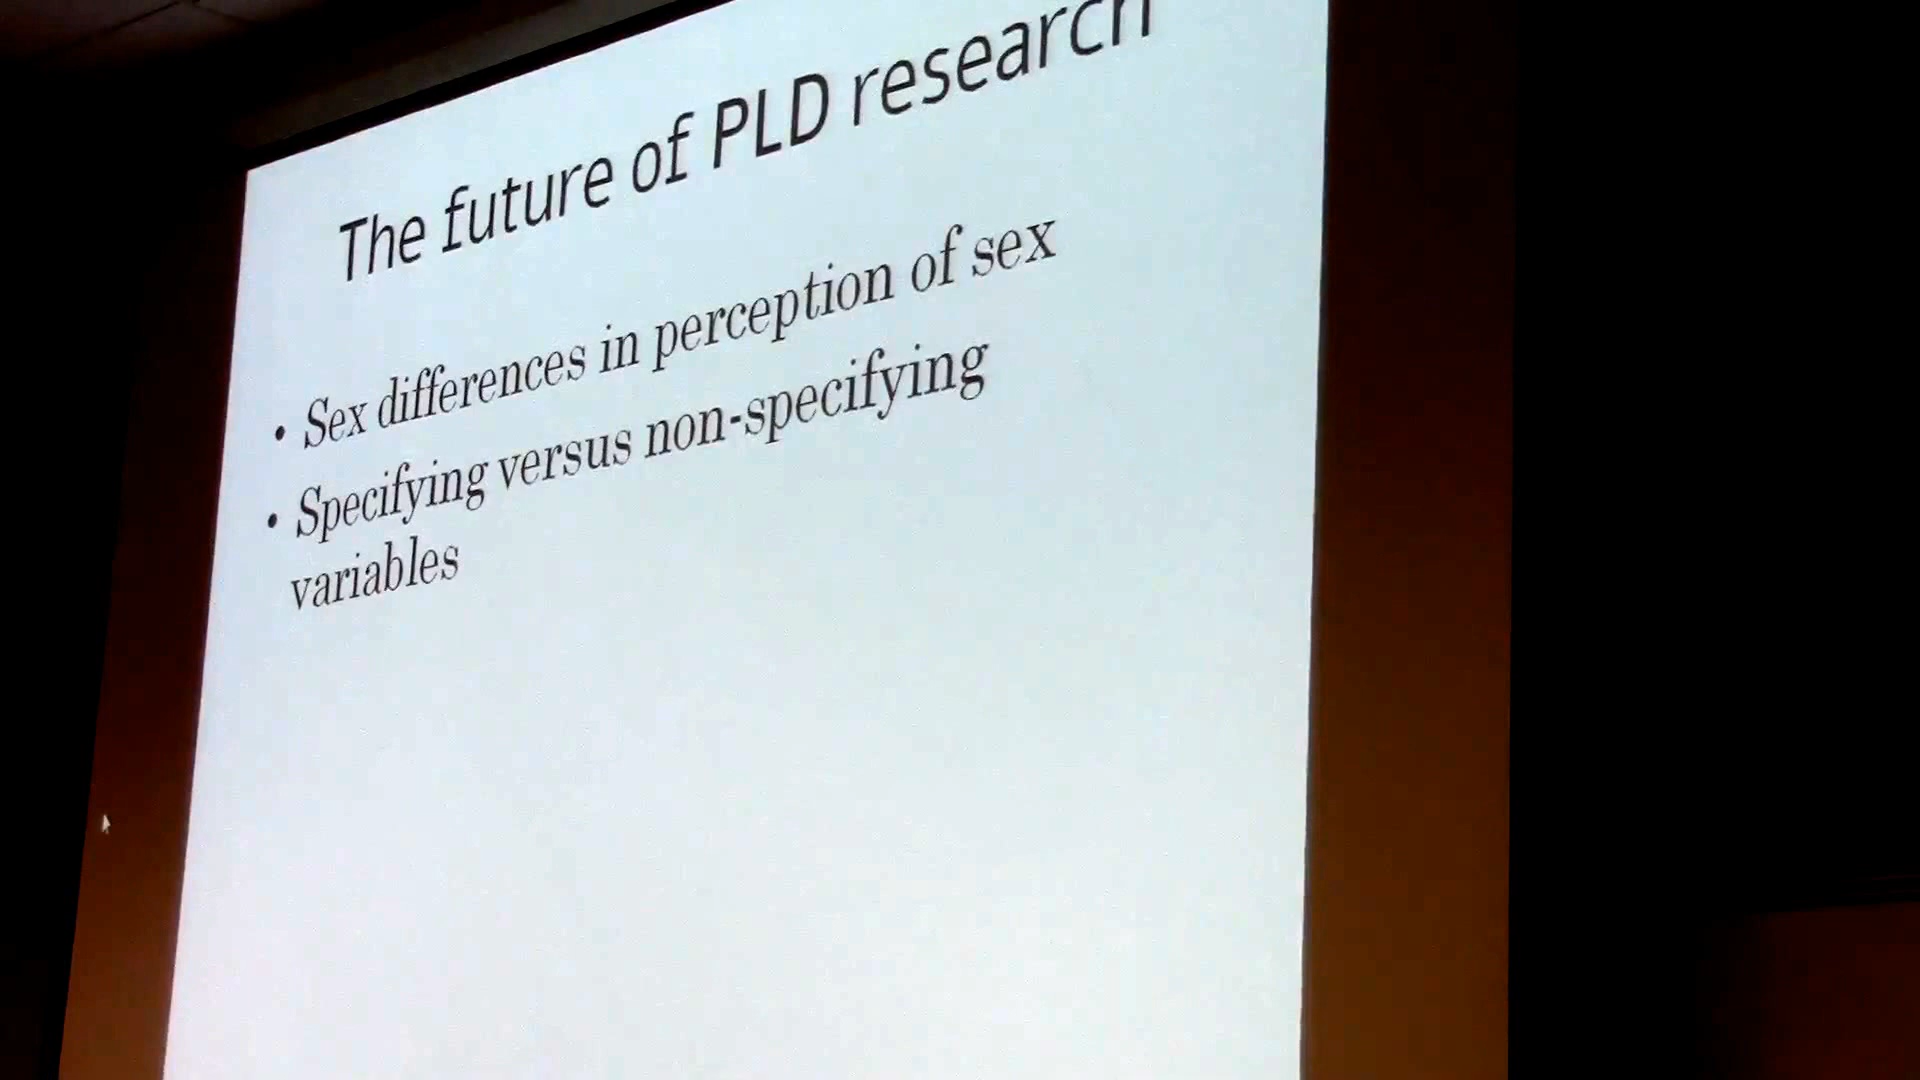 The future of PLD research
• Sex differences in perception of sex
• Specifying versus non-specifying
variables